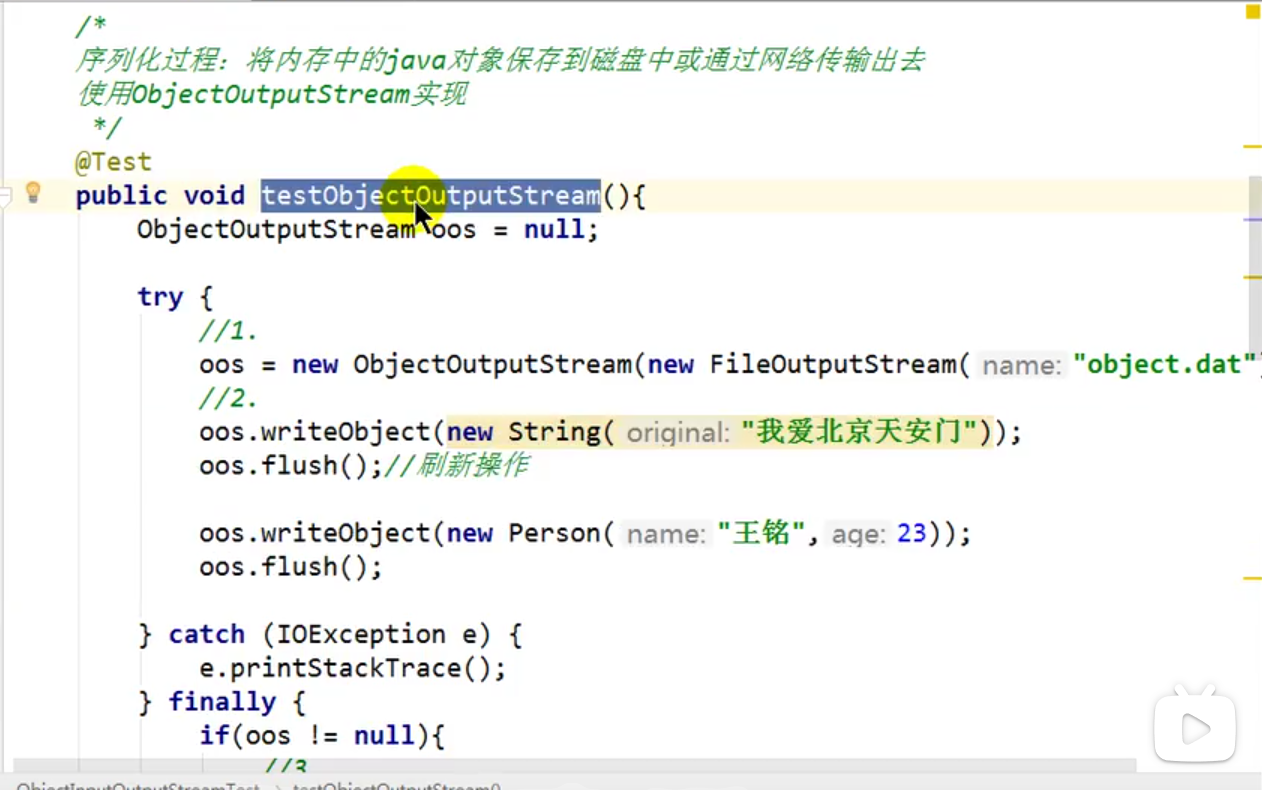 /*
序列化过程：将内存中的java对象保存到磁盘中或通过网络传输出去
使用ObjectOutputStream实现
*/
@Test
public void testObjectOutputStream(){
ObjectOutputStream oos = null;
try {
//1.
oos = new ObjectOutputStream(new FileOutputStream( name: "object.dat")
//2.
oos.writeObject(new String( original: "我爱北京天安门"));
oos.flush();//刷新操作
oos.writeObject(new Person( name: "王铭", age: 23));
oos.flush();
} catch (IOException e) {
e.printStackTrace();
} finally {
if(oos != null){
//3
ObjectInputOutputStreamTest > testObjectOutputStream()